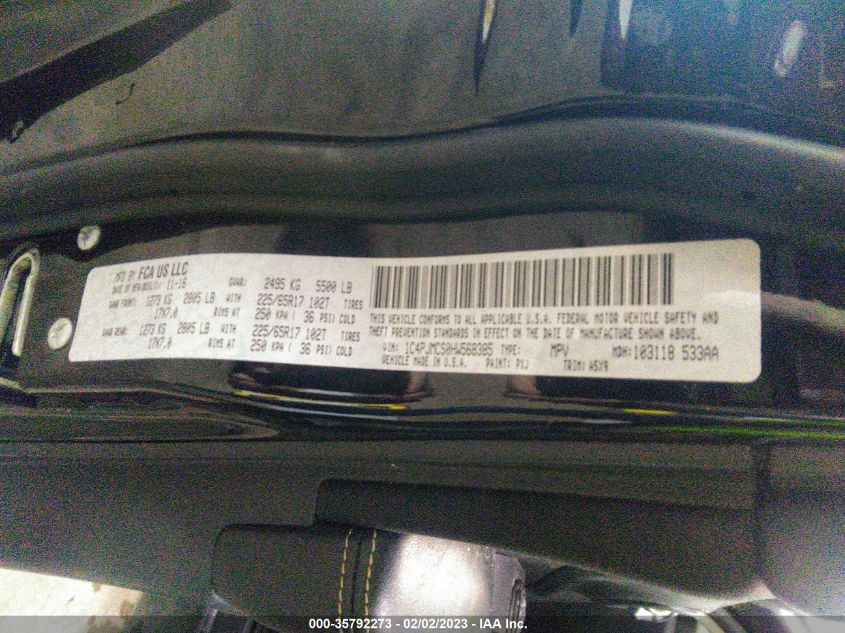 MFD BY FCA US LLC GVWR: 2495 KG 5500 LB
DATE OF MFR 11-16
GAWR FRONT: 1273 KG 2805 LB WITH 225/65R17 102T TIRES
17X7.0 RIMS AT 250 KPA ( 36 PSI) COLD
GAWR REAR: 1273 KG 2805 LB WITH 225/65R17 102T TIRES
17X7.0 RIMS AT 250 KPA ( 36 PSI) COLD
THIS VEHICLE CONFORMS TO ALL APPLICABLE U.S.A. FEDERAL MOTOR VEHICLE SAFETY AND
THEFT PREVENTION STANDARDS IN EFFECT ON THE DATE OF MANUFACTURE SHOWN ABOVE.
VIN: 1C4PJMCS0HW568385 TYPE: MPV MDH: 103118 533AA
VEHICLE MADE IN U.S.A. PAINT: PXJ TRIM: A5X9
000-35792273 - 02/02/2023 - © IAA Inc.